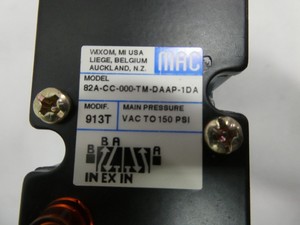 WIXOM, MI USA
LIEGE, BELGIUM
AUCKLAND, N.Z.
MAC
MODEL
82A-CC-000-TM-DAAP-1DA
MODIF.
913T
MAIN PRESSURE
VAC TO 150 PSI
B B A A
IN EX IN